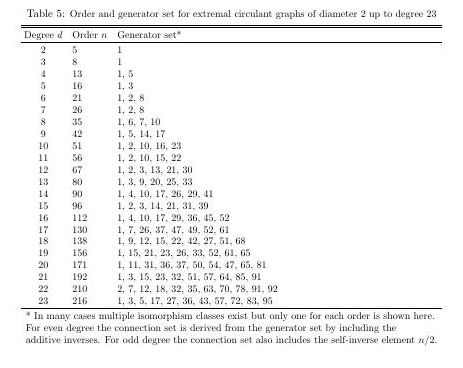 Table 5: Order and generator set for extremal circulant graphs of diameter 2 up to degree 23
Degree d Order n Generator set*
2 5 1
3 8 1
4 13 1, 5
5 16 1, 3
6 21 1, 2, 8
7 26 1, 2, 8
8 35 1, 6, 7, 10
9 42 1, 5, 14, 17
10 51 1, 2, 10, 16, 23
11 56 1, 2, 10, 15, 22
12 67 1, 2, 3, 13, 21, 30
13 80 1, 3, 9, 20, 25, 33
14 90 1, 4, 10, 17, 26, 29, 41
15 96 1, 2, 3, 14, 21, 31, 39
16 112 1, 4, 10, 17, 29, 36, 45, 52
17 130 1, 7, 26, 37, 47, 49, 52, 61
18 138 1, 9, 12, 15, 22, 42, 27, 51, 68
19 156 1, 15, 21, 23, 26, 33, 52, 61, 65
20 171 1, 11, 31, 36, 37, 50, 54, 47, 65, 81
21 192 1, 3, 15, 23, 32, 51, 57, 64, 85, 91
22 210 2, 7, 12, 18, 32, 35, 63, 70, 78, 91, 92
23 216 1, 3, 5, 17, 27, 36, 43, 57, 72, 83, 95
* In many cases multiple isomorphism classes exist but only one for each order is shown here.
For even degree the connection set is derived from the generator set by including the
additive inverses. For odd degree the connection set also includes the self-inverse element n/2.